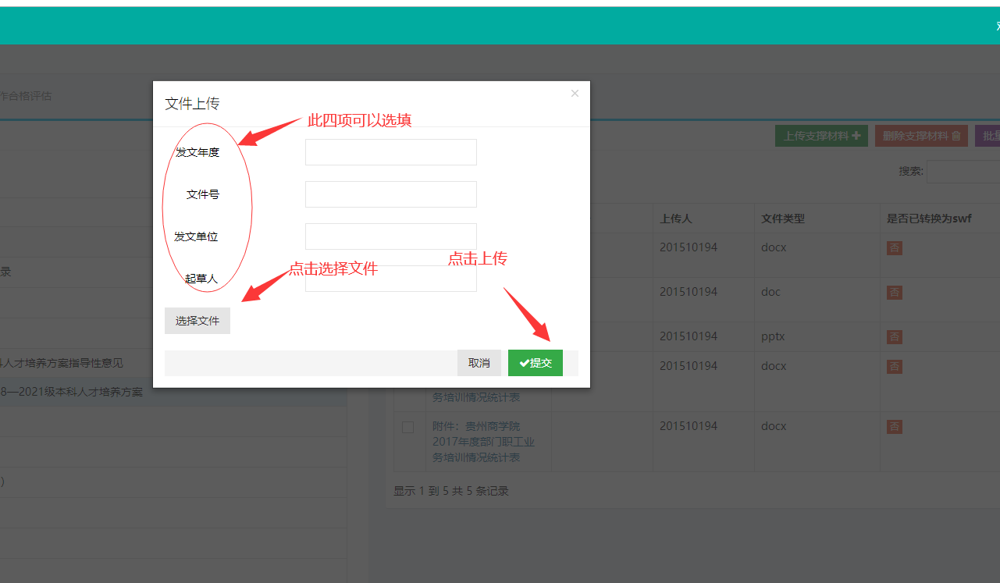 作合格评估
文件上传
×
此四项可以选填
发文年度
文件号
发文单位
起草人
点击选择文件
点击上传
选择文件
取消
提交
上传支撑材料
删除支撑材料
批量
搜索:
上传人
文件类型
是否已转换为swf
201510194
docx
否
201510194
doc
否
201510194
pptx
否
201510194
docx
否
务培训情况统计表
附件：贵州商学院
2017年度部门职工业
务培训情况统计表
201510194
docx
否
显示 1 到 5 共 5 条记录
录
人才培养方案指导性意见
8—2021级本科人才培养方案
）